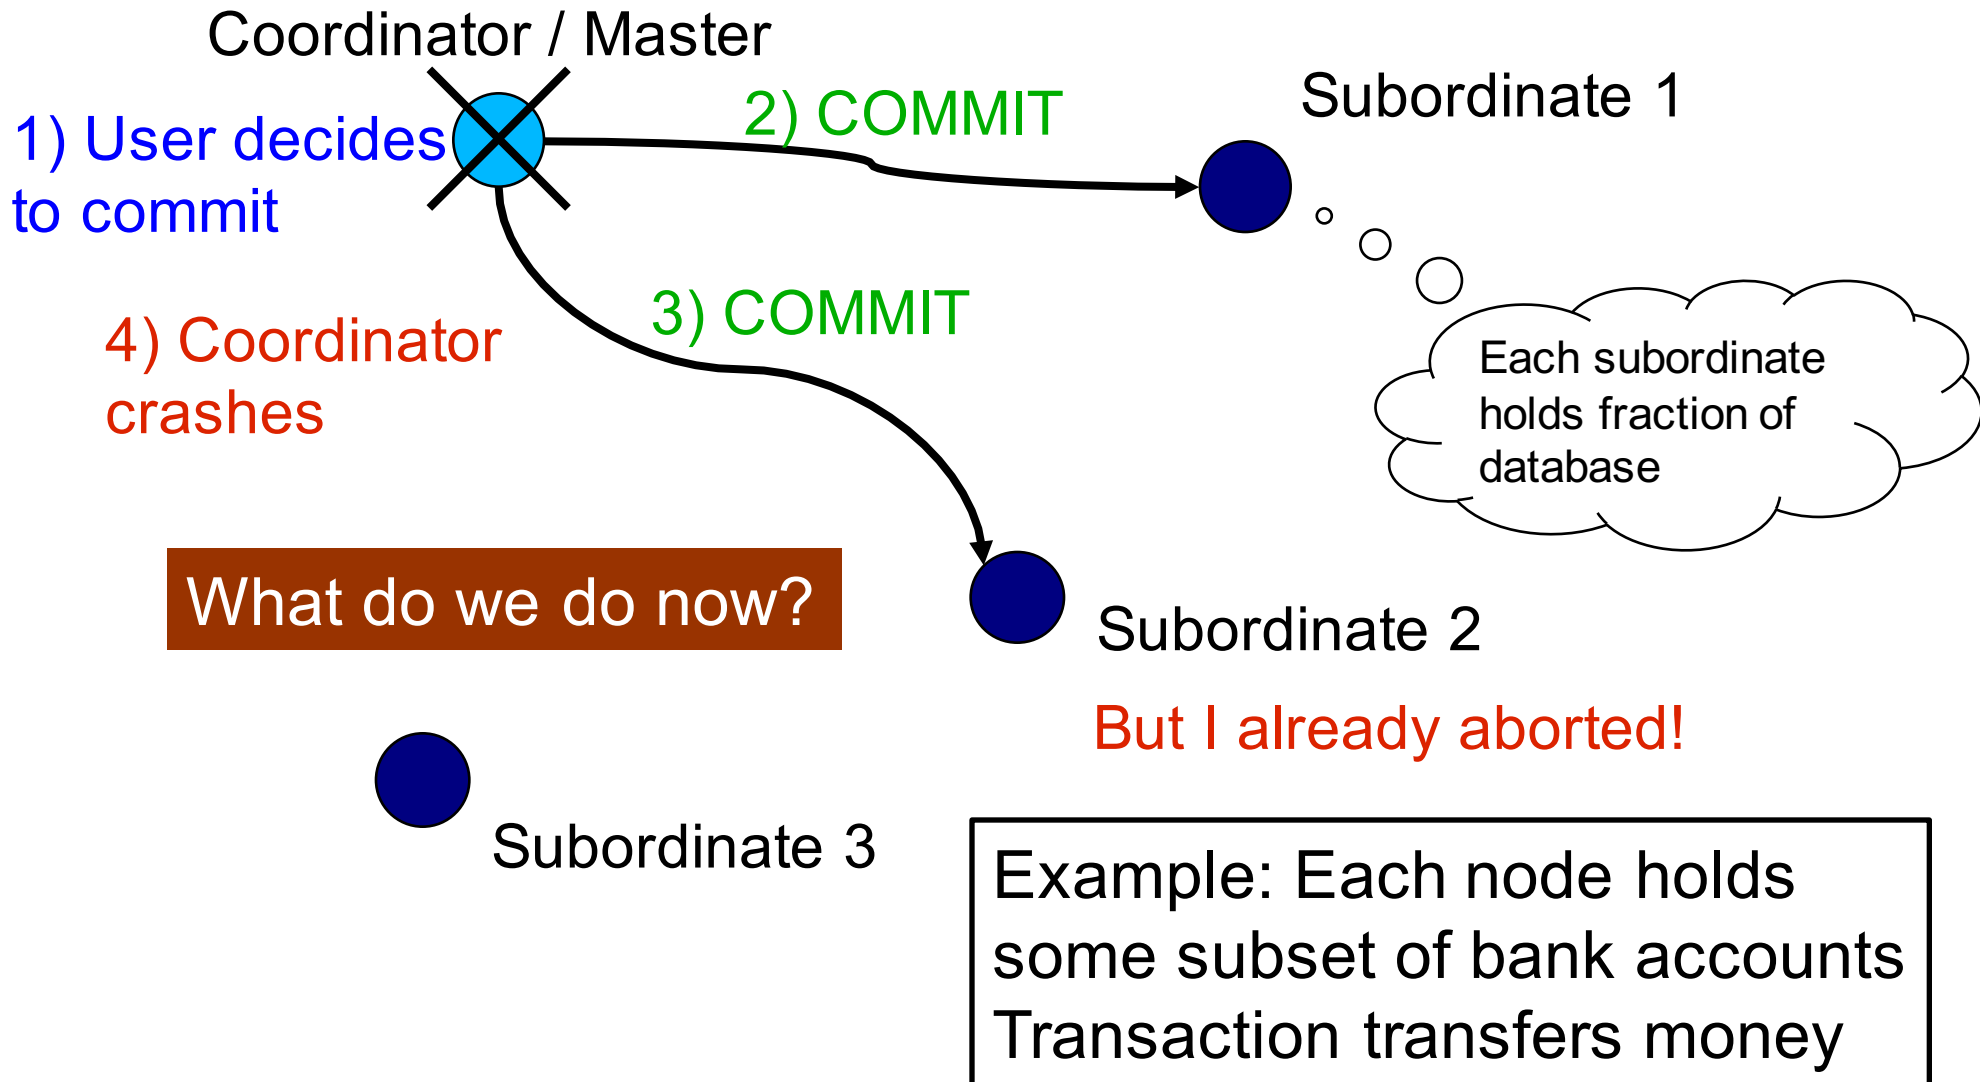 Coordinator / Master
Subordinate 1
1) User decides
to commit
2) COMMIT
3) COMMIT
4) Coordinator
crashes
Each subordinate
holds fraction of
database
What do we do now?
Subordinate 2
But I already aborted!
Subordinate 3
Example: Each node holds
some subset of bank accounts
Transaction transfers money